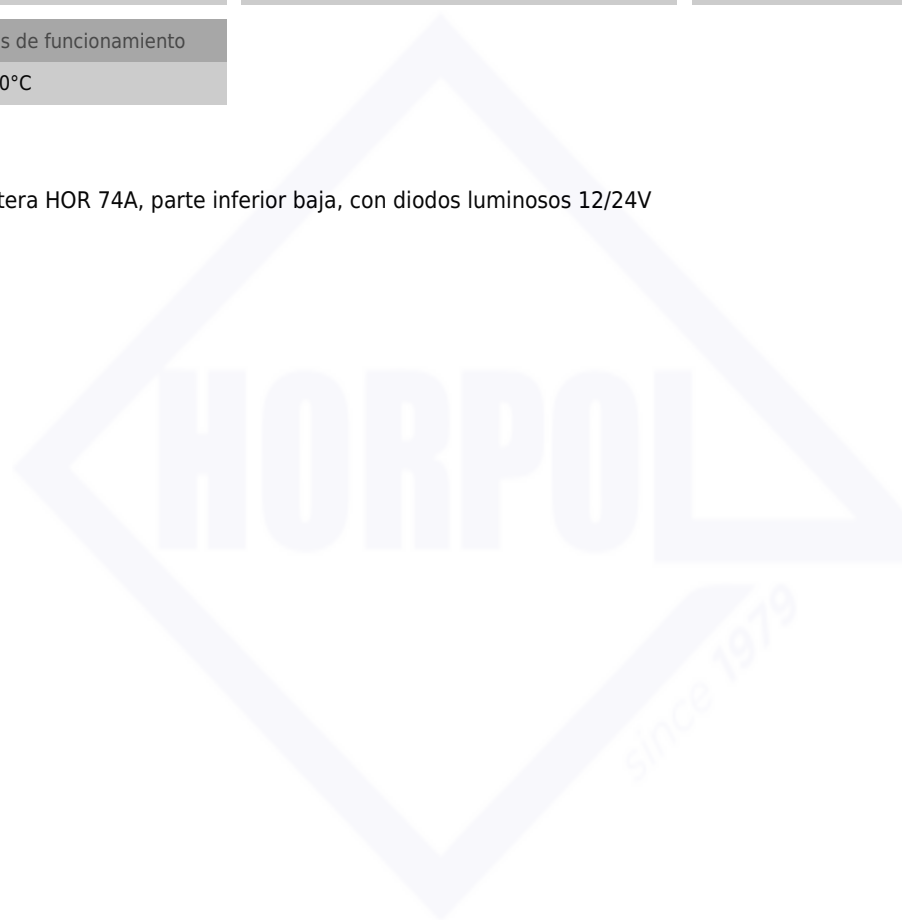 s de funcionamiento
0°C
tera HOR 74A, parte inferior baja, con diodos luminosos 12/24V
HORPOL
since 1979